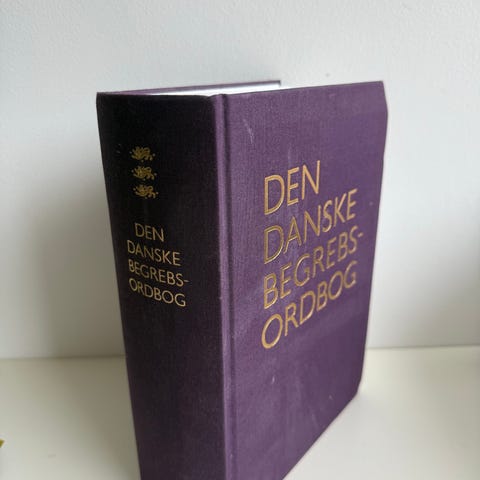 DEN
DANSKE
BEGREBS-
ORDBOG
DEN
DANSKE
BEGREBS-
ORDBOG